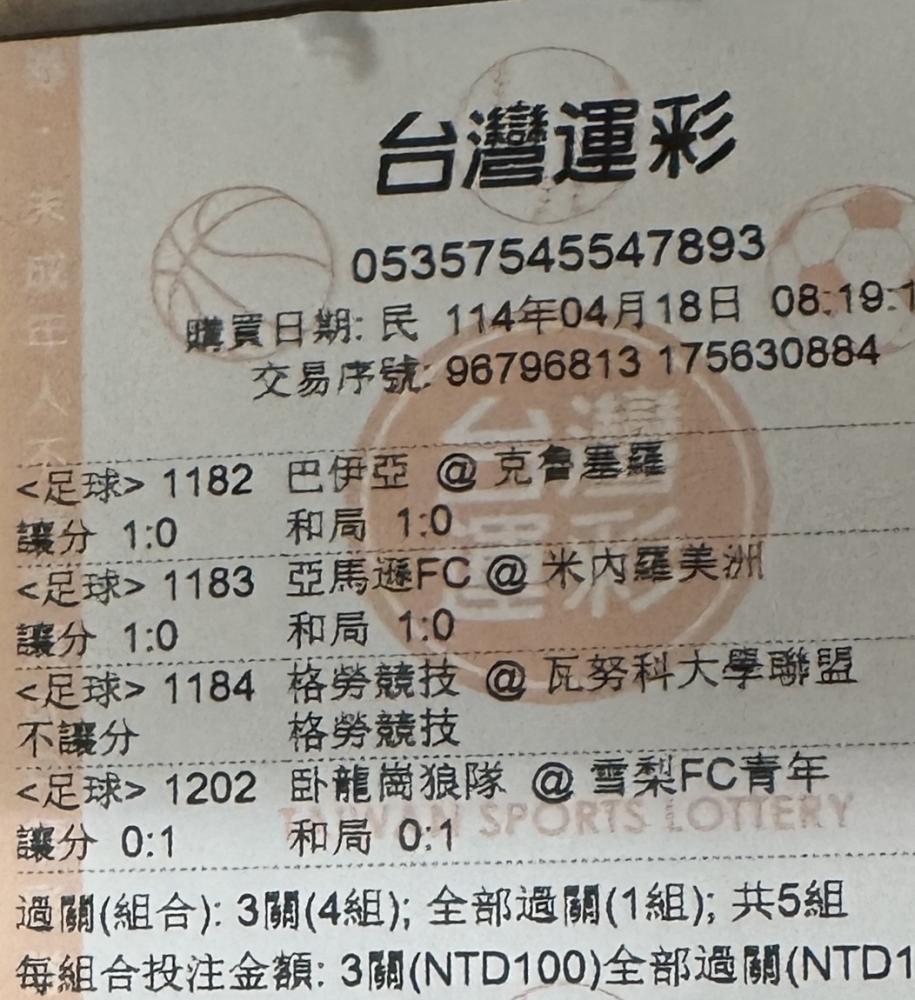 台灣運彩
05357545547893
購買日期: 民 114年04月18日 08:19:1
交易序號: 96796813 175630884
<足球> 1182 巴伊亞 @ 克魯塞羅
讓分 1:0 和局 1:0
<足球> 1183 亞馬遜FC @ 米內羅美洲
讓分 1:0 和局 1:0
<足球> 1184 格勞競技 @ 瓦努科大學聯盟
不讓分 格勞競技
<足球> 1202 臥龍崗狼隊 @ 雪梨FC青年
讓分 0:1 和局 0:1
TAIWAN SPORTS LOTTERY
過關(組合): 3關(4組); 全部過關(1組); 共5組
每組合投注金額: 3關(NTD100)全部過關(NTD1
台灣
運彩